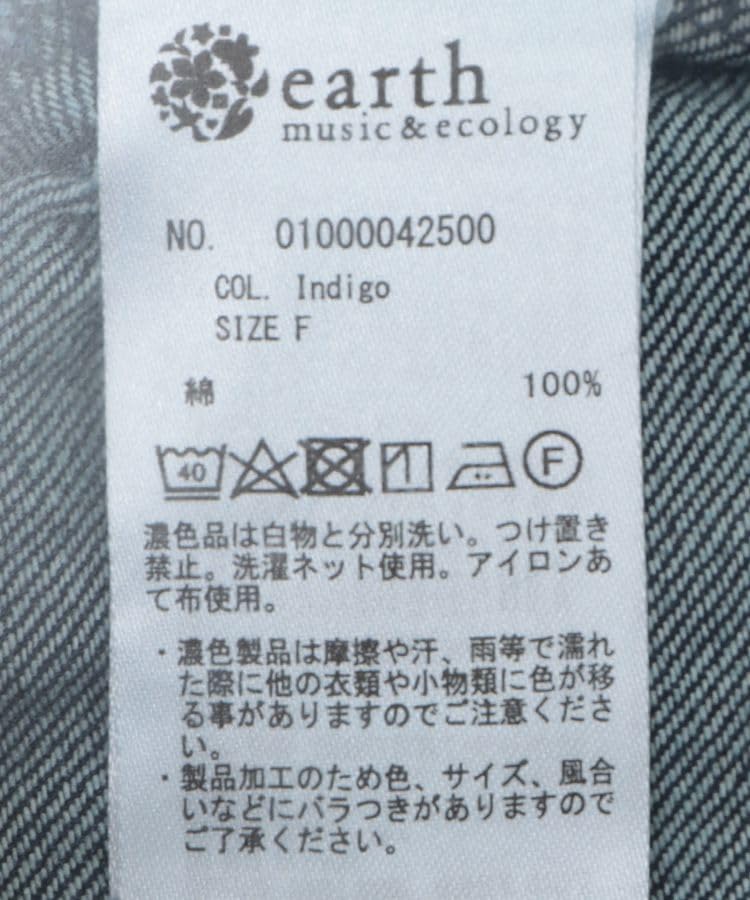 earth
music&ecology
NO. 01000042500
COL. Indigo
SIZE F
綿 100%
40 F
濃色品は白物と分別洗い。つけ置き
禁止。洗濯ネット使用。アイロンあ
て布使用。
・濃色製品は摩擦や汗、雨等で濡れ
た際に他の衣類や小物類に色が移
る事がありますのでご注意くださ
い。
・製品加工のため色、サイズ、風合
いなどにバラつきがありますので
ご了承ください。